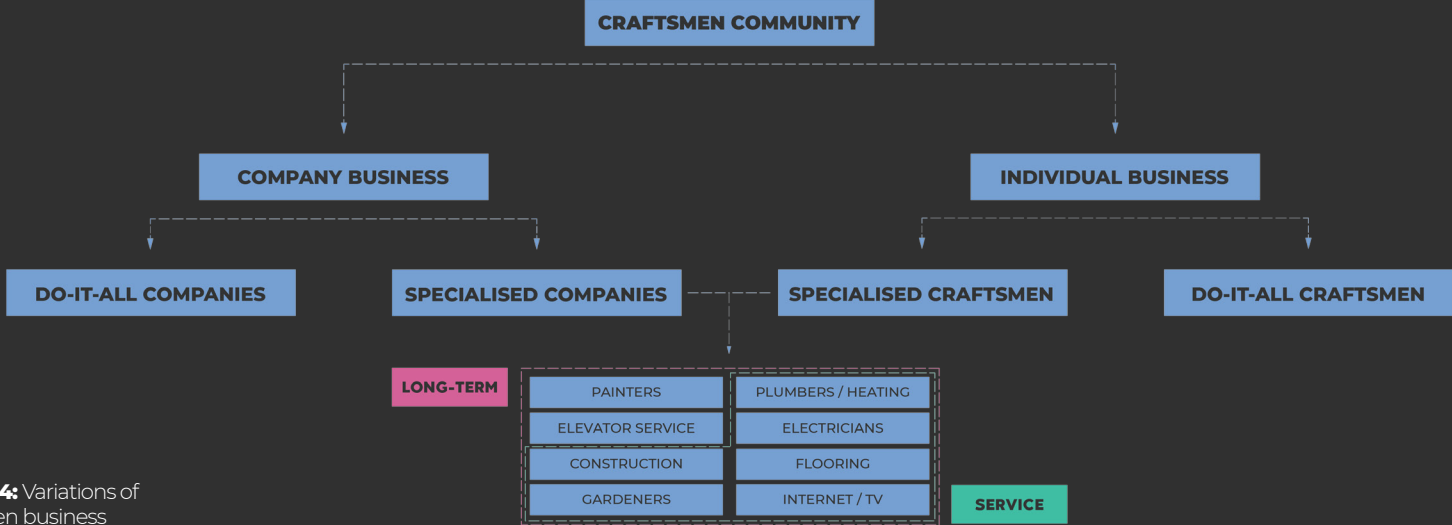 CRAFTSMEN COMMUNITY
COMPANY BUSINESS
INDIVIDUAL BUSINESS
DO-IT-ALL COMPANIES
SPECIALISED COMPANIES
SPECIALISED CRAFTSMEN
DO-IT-ALL CRAFTSMEN
LONG-TERM
PAINTERS
PLUMBERS / HEATING
ELEVATOR SERVICE
ELECTRICIANS
CONSTRUCTION
FLOORING
GARDENERS
INTERNET / TV
SERVICE
4: Variations of
en business